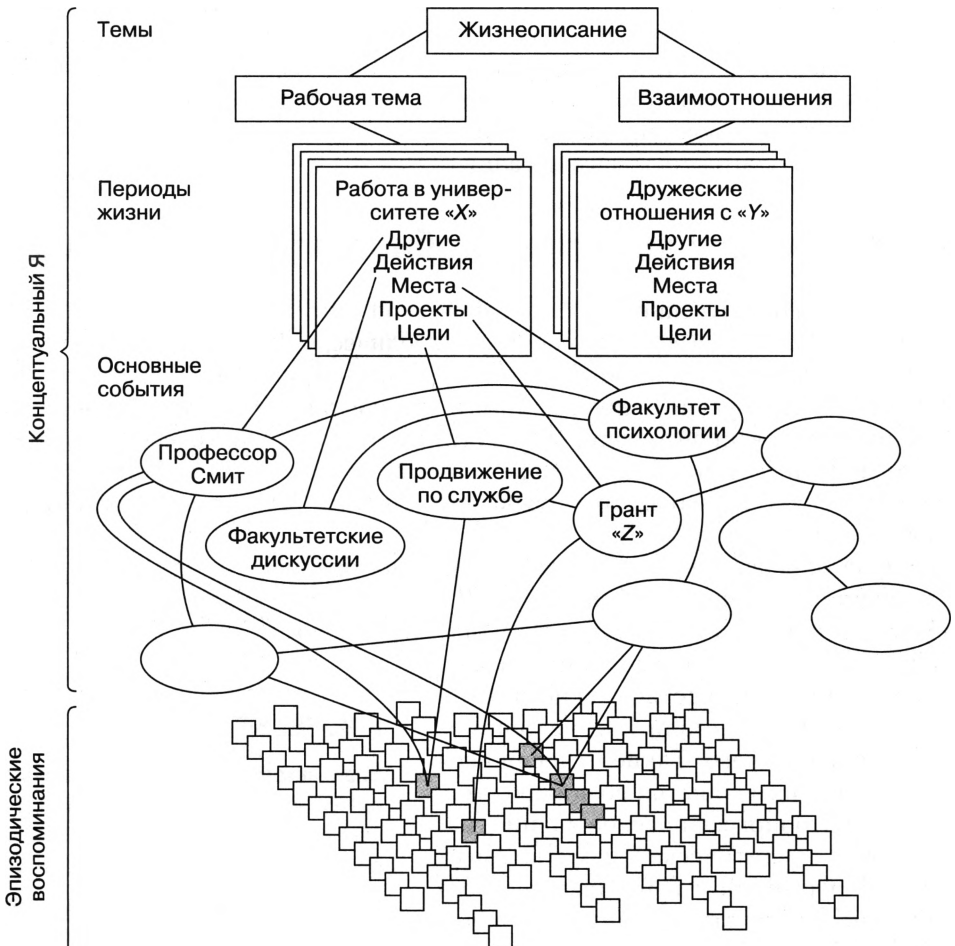 Темы
Жизнеописание
Рабочая тема
Взаимоотношения
Периоды
жизни
Работа в универ-
ситете «X»
Другие
Действия
Места
Проекты
Цели
Дружеские
отношения с «Y»
Другие
Действия
Места
Проекты
Цели
Концептуальный Я
Основные
события
Факультет
психологии
Профессор
Смит
Продвижение
по службе
Грант
«Z»
Факультетские
дискуссии
Эпизодические
воспоминания